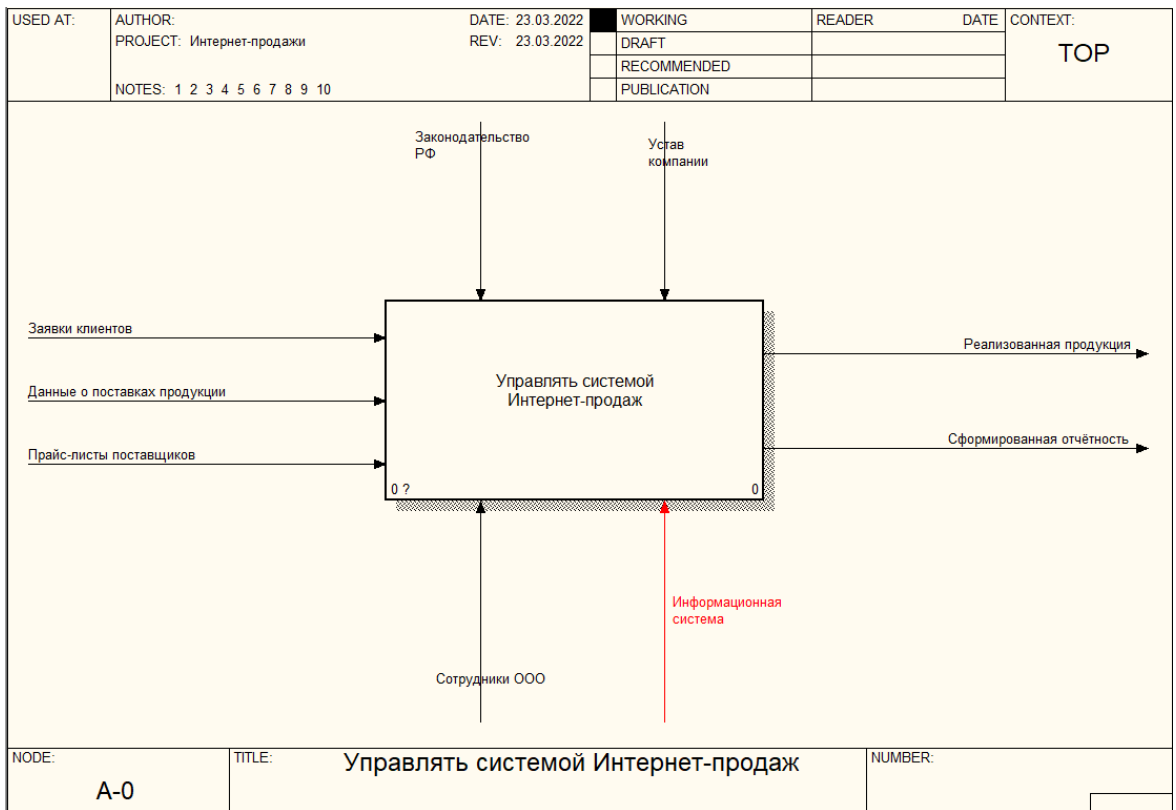 USED AT:
AUTHOR:
DATE: 23.03.2022
WORKING
READER
DATE
CONTEXT:
PROJECT: Интернет-продажи
REV: 23.03.2022
DRAFT
TOP
RECOMMENDED
NOTES: 1 2 3 4 5 6 7 8 9 10
PUBLICATION
Законодательство
РФ
Устав
компании
Заявки клиентов
Данные о поставках продукции
Прайс-листы поставщиков
Управлять системой
Интернет-продаж
0 ?
0
Реализованная продукция
Сформированная отчётность
Информационная
система
Сотрудники ООО
NODE:
A-0
TITLE:
Управлять системой Интернет-продаж
NUMBER: